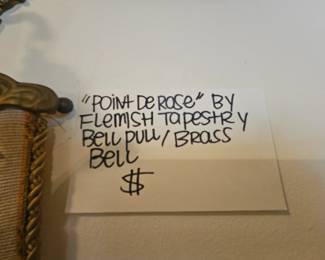 "POINT DE ROSE" BY
FLEMISH TAPESTRY
BELL PULL/BRASS
BELL
$